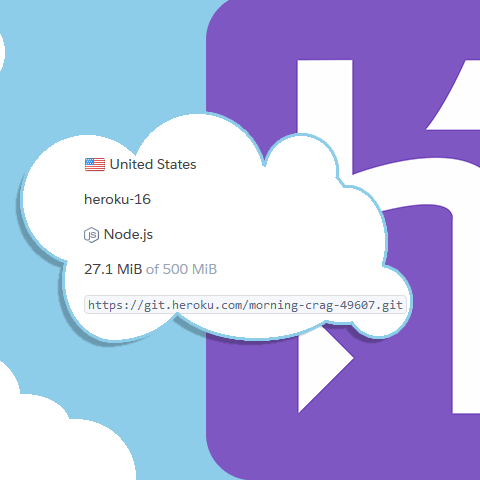 United States
heroku-16
Node.js
27.1 MiB of 500 MiB
https://git.heroku.com/morning-crag-49607.git